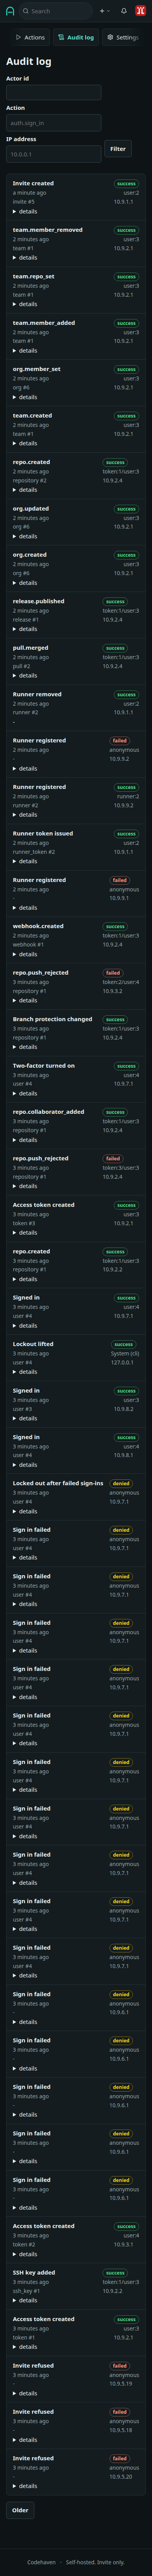 Search
Actions
Audit log
Settings
Audit log
Actor id
Action
auth.sign_in
IP address
10.0.0.1
Filter
Invite created success
a minute ago user:2
invite #5 10.9.1.1
details
team.member_removed success
2 minutes ago user:3
team #1 10.9.2.1
details
team.repo_set success
2 minutes ago user:3
team #1 10.9.2.1
details
team.member_added success
2 minutes ago user:3
team #1 10.9.2.1
details
org.member_set success
2 minutes ago user:3
org #6 10.9.2.1
details
team.created success
2 minutes ago user:3
team #1 10.9.2.1
details
repo.created success
2 minutes ago token:1/user:3
repository #2 10.9.2.4
details
org.updated success
2 minutes ago user:3
org #6 10.9.2.1
details
org.created success
2 minutes ago user:3
org #6 10.9.2.1
details
release.published success
2 minutes ago token:1/user:3
release #1 10.9.2.4
details
pull.merged success
2 minutes ago token:1/user:3
pull #2 10.9.2.4
details
Runner removed success
2 minutes ago user:2
runner #2 10.9.1.1
-
Runner registered failed
2 minutes ago anonymous
- 10.9.9.2
details
Runner registered success
2 minutes ago runner:2
runner #2 10.9.9.2
details
Runner token issued success
2 minutes ago user:2
runner_token #2 10.9.1.1
details
Runner registered failed
2 minutes ago anonymous
- 10.9.9.1
details
webhook.created success
2 minutes ago token:1/user:3
webhook #1 10.9.2.4
details
repo.push_rejected failed
3 minutes ago token:2/user:4
repository #1 10.9.3.2
details
Branch protection changed success
3 minutes ago token:1/user:3
repository #1 10.9.2.4
details
Two-factor turned on success
3 minutes ago user:4
user #4 10.9.7.1
details
repo.collaborator_added success
3 minutes ago token:1/user:3
repository #1 10.9.2.4
details
repo.push_rejected failed
3 minutes ago token:3/user:3
repository #1 10.9.2.4
details
Access token created success
3 minutes ago user:3
token #3 10.9.2.1
details
repo.created success
3 minutes ago token:1/user:3
repository #1 10.9.2.2
details
Signed in success
3 minutes ago user:4
user #4 10.9.7.1
details
Lockout lifted success
3 minutes ago System (cli)
user #4 127.0.0.1
details
Signed in success
3 minutes ago user:3
user #3 10.9.8.2
details
Signed in success
3 minutes ago user:4
user #4 10.9.8.1
details
Locked out after failed sign-ins denied
3 minutes ago anonymous
user #4 10.9.7.1
details
Sign in failed denied
3 minutes ago anonymous
user #4 10.9.7.1
details
Sign in failed denied
3 minutes ago anonymous
user #4 10.9.7.1
details
Sign in failed denied
3 minutes ago anonymous
user #4 10.9.7.1
details
Sign in failed denied
3 minutes ago anonymous
user #4 10.9.7.1
details
Sign in failed denied
3 minutes ago anonymous
user #4 10.9.7.1
details
Sign in failed denied
3 minutes ago anonymous
user #4 10.9.7.1
details
Sign in failed denied
3 minutes ago anonymous
user #4 10.9.7.1
details
Sign in failed denied
3 minutes ago anonymous
user #4 10.9.7.1
details
Sign in failed denied
3 minutes ago anonymous
user #4 10.9.7.1
details
Sign in failed denied
3 minutes ago anonymous
user #4 10.9.7.1
details
Sign in failed denied
3 minutes ago anonymous
- 10.9.6.1
details
Sign in failed denied
3 minutes ago anonymous
- 10.9.6.1
details
Sign in failed denied
3 minutes ago anonymous
- 10.9.6.1
details
Sign in failed denied
3 minutes ago anonymous
- 10.9.6.1
details
Sign in failed denied
3 minutes ago anonymous
- 10.9.6.1
details
Access token created success
3 minutes ago user:4
token #2 10.9.3.1
details
SSH key added success
3 minutes ago token:1/user:3
ssh_key #1 10.9.2.2
details
Access token created success
3 minutes ago user:3
token #1 10.9.2.1
details
Invite refused failed
3 minutes ago anonymous
- 10.9.5.19
details
Invite refused failed
3 minutes ago anonymous
- 10.9.5.18
details
Invite refused failed
3 minutes ago anonymous
- 10.9.5.20
details
Older
Codehaven · Self-hosted. Invite only.